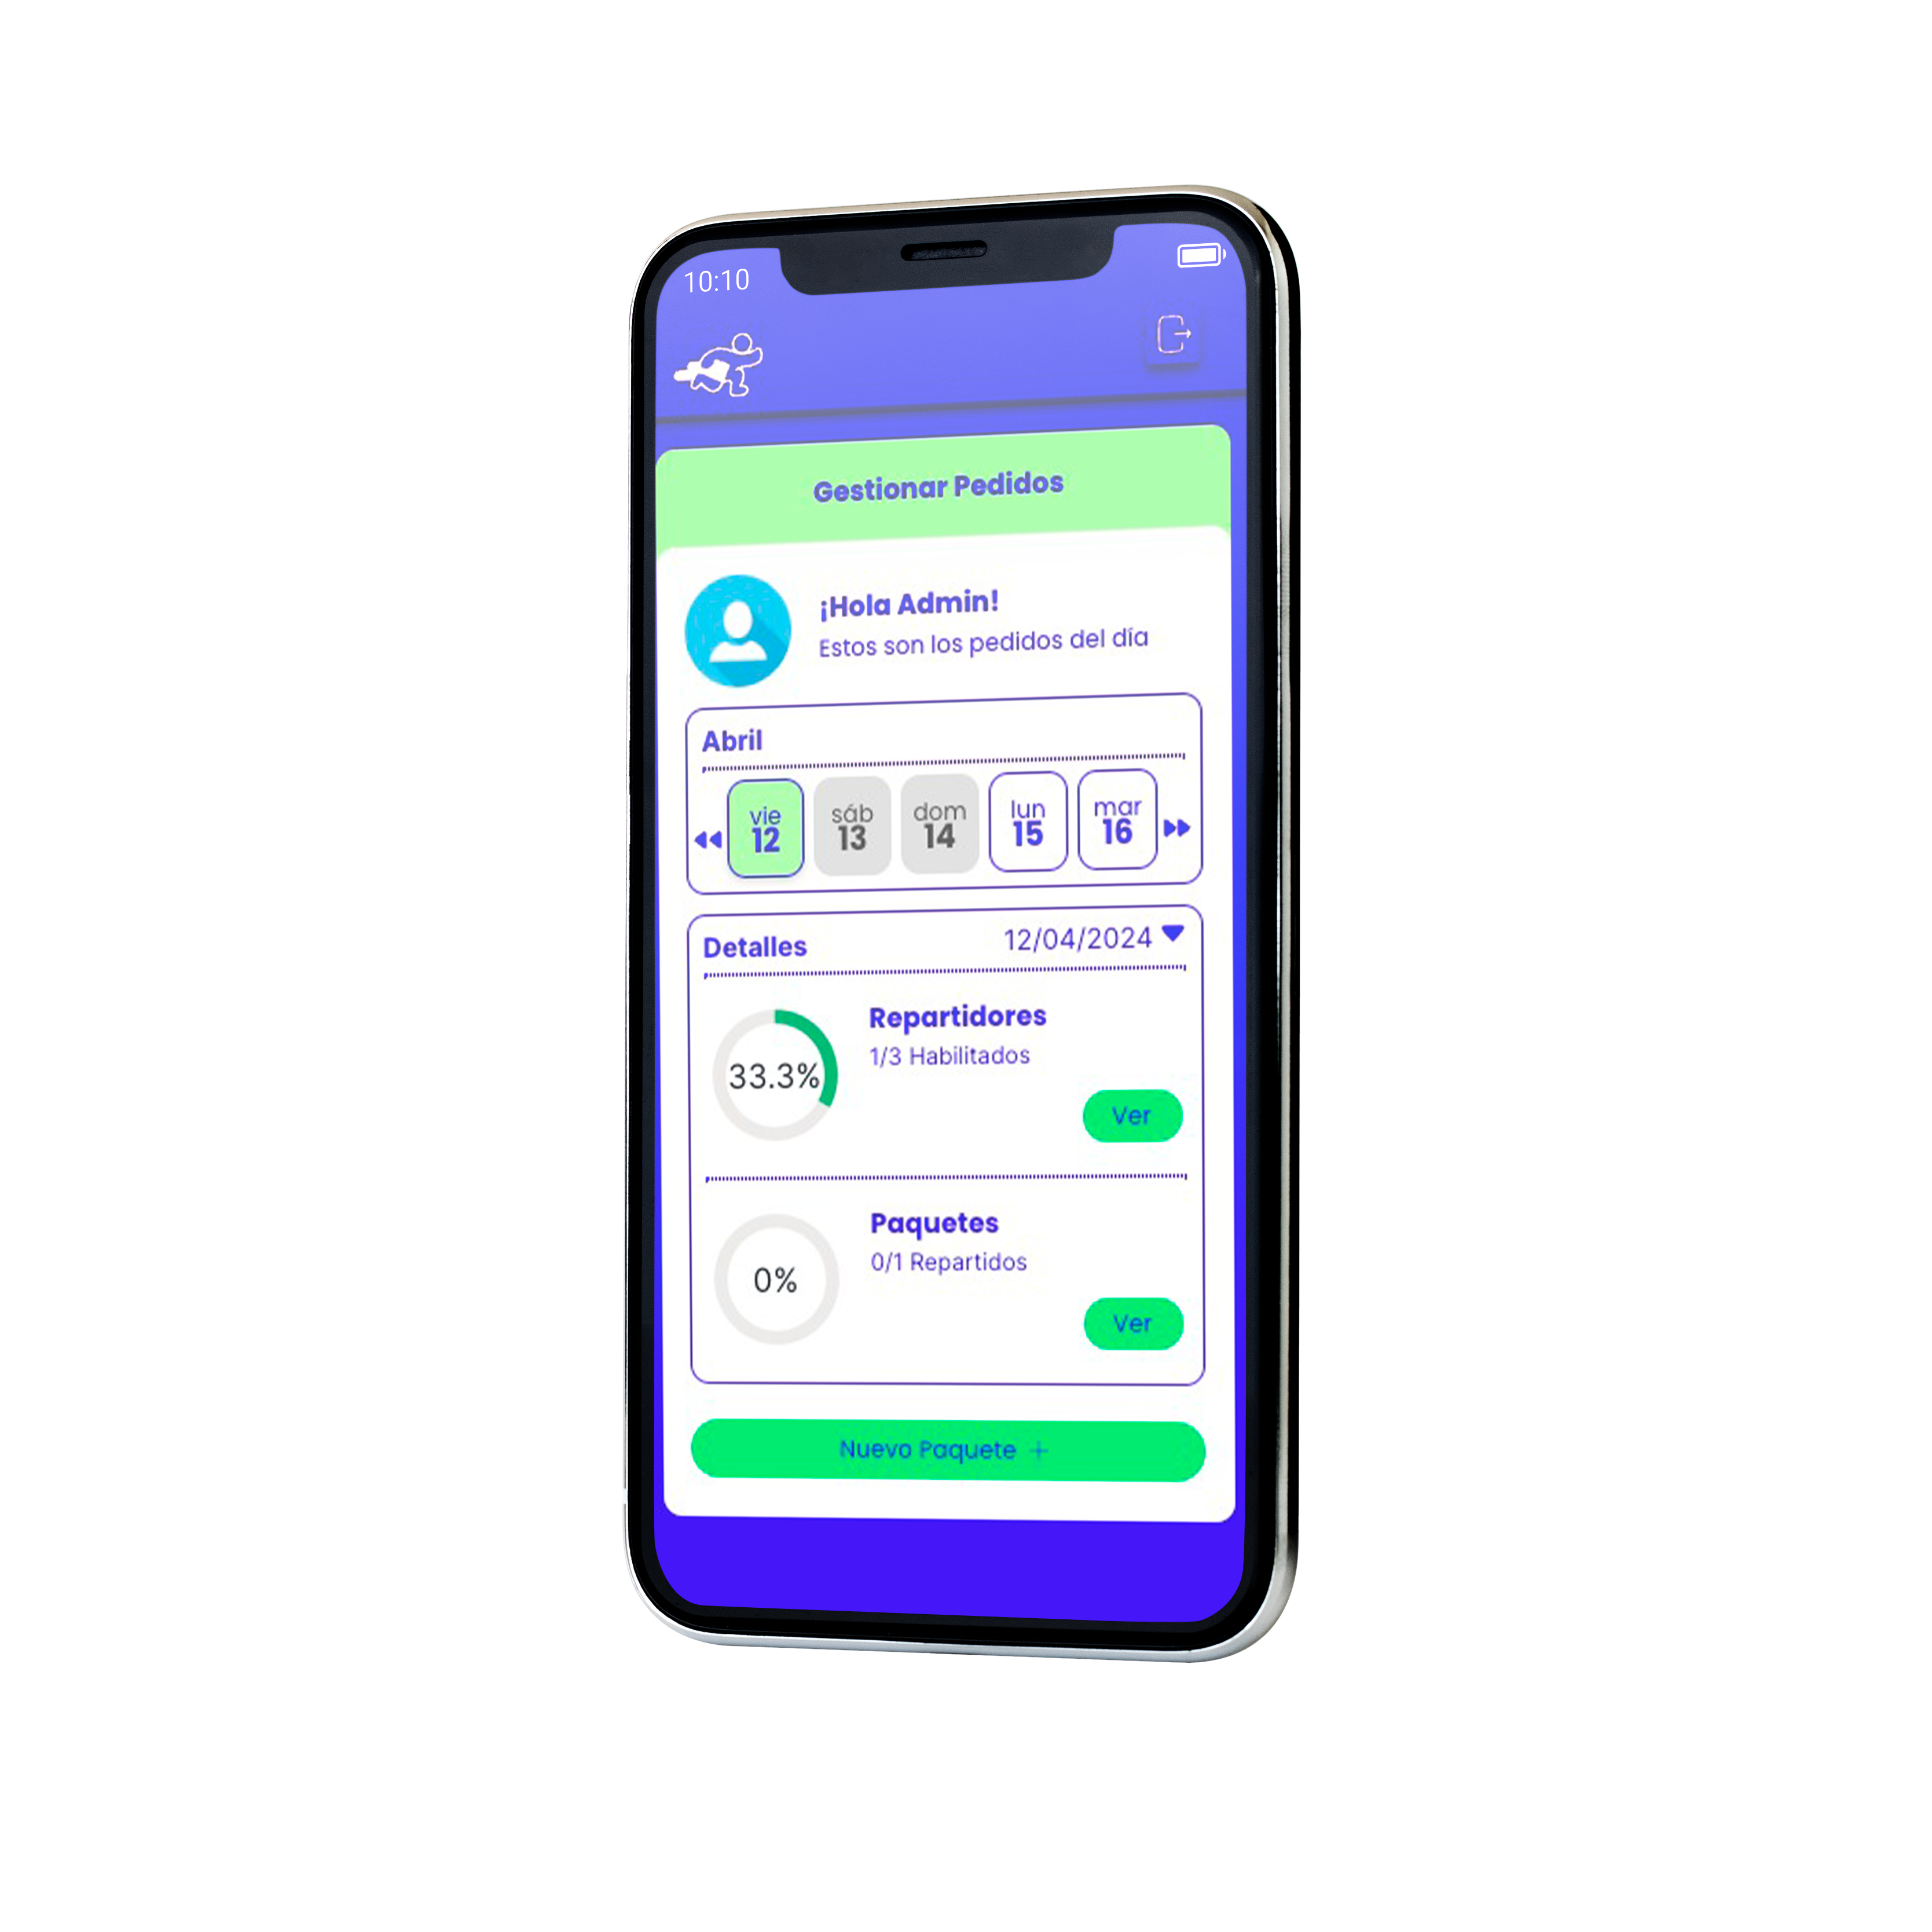 10:10
Gestionar Pedidos
¡Hola Admin!
Estos son los pedidos del día
Abril
vie sáb dom lun mar
12 13 14 15 16
Detalles 12/04/2024
33.3%
Repartidores
1/3 Habilitados
Ver
0%
Paquetes
0/1 Repartidos
Ver
Nuevo Paquete +